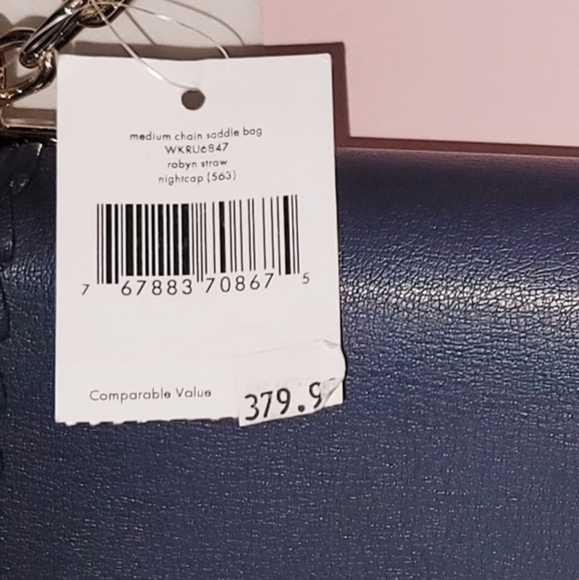 medium chain saddle bag
WKRU6847
robyn straw
nightcap (563)
7 67883 70867 5
Comparable Value
379.9